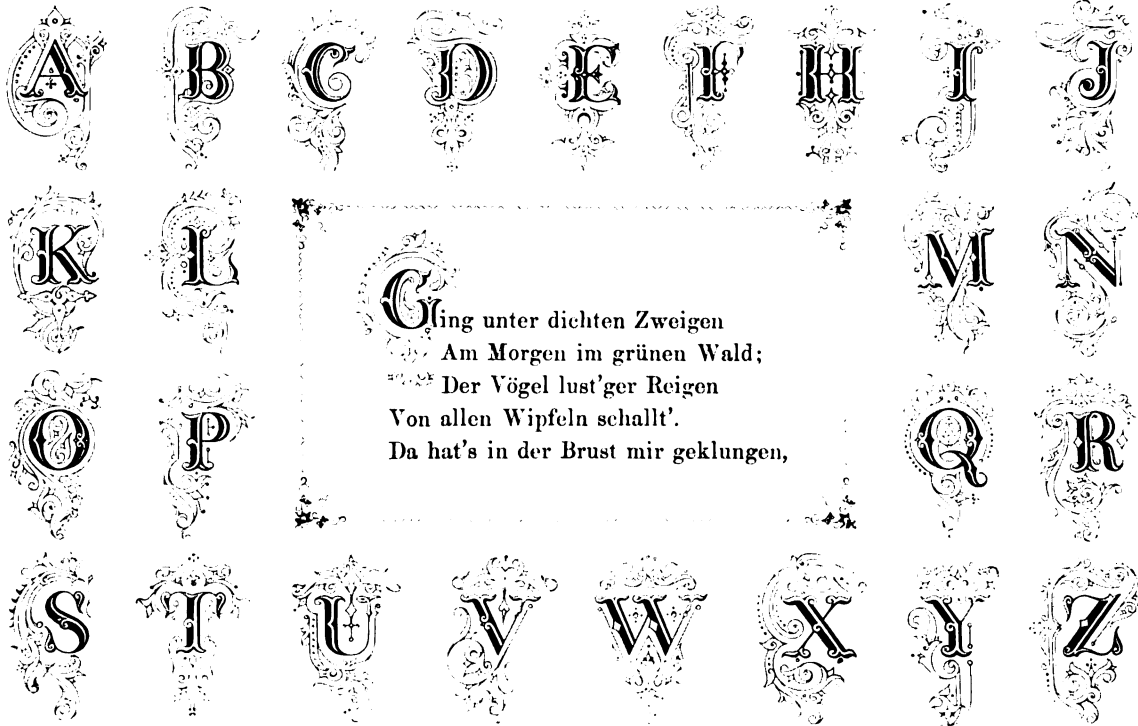 A B C D E F H I J
K L M N
Ging unter dichten Zweigen
Am Morgen im grünen Wald;
Der Vögel lust'ger Reigen
Von allen Wipfeln schallt'.
Da hat's in der Brust mir geklungen,
O P Q R
S T U V W X Y Z